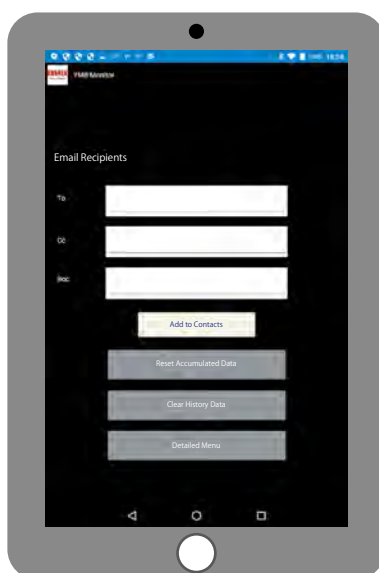 YMB Monitor
Email Recipients
To
Cc
Bcc
Add to Contacts
Reset Accumulated Data
Clear History Data
Detailed Menu